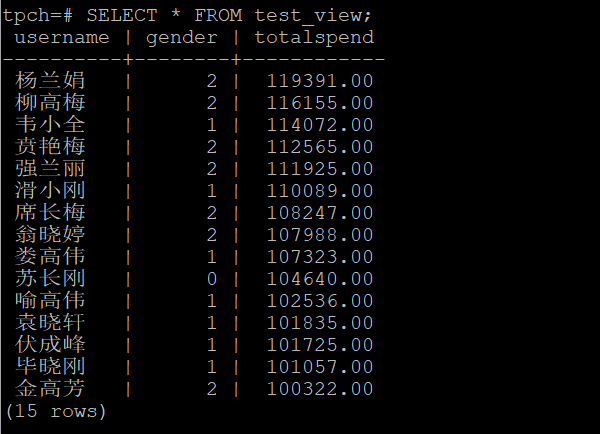 tpch=# SELECT * FROM test_view;
 username | gender | totalspend
----------+--------+------------
 杨兰娟   |      2 |  119391.00
 柳高梅   |      2 |  116155.00
 韦小全   |      1 |  114072.00
 贲艳梅   |      2 |  112565.00
 强兰丽   |      2 |  111925.00
 滑小刚   |      1 |  110089.00
 席长梅   |      2 |  108247.00
 翁晓婷   |      2 |  107988.00
 娄高伟   |      1 |  107323.00
 苏长刚   |      0 |  104640.00
 喻高伟   |      1 |  102536.00
 袁晓轩   |      1 |  101835.00
 伏成峰   |      1 |  101725.00
 毕晓刚   |      1 |  101057.00
 金高芳   |      2 |  100322.00
(15 rows)